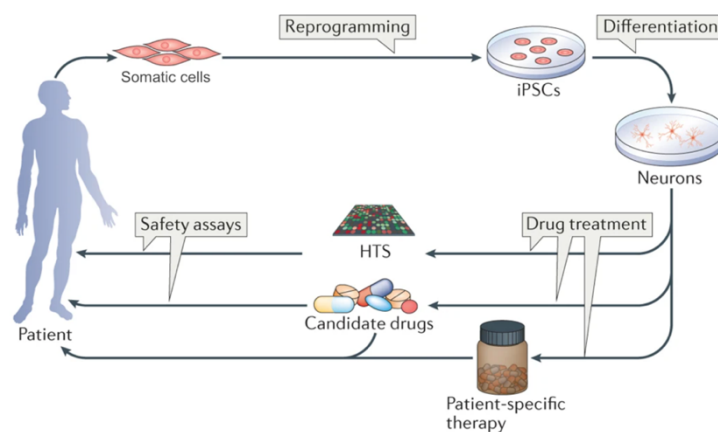 Reprogramming
Differentiation
Somatic cells
iPSCs
Neurons
Safety assays
Drug treatment
HTS
Candidate drugs
Patient
Patient-specific
therapy